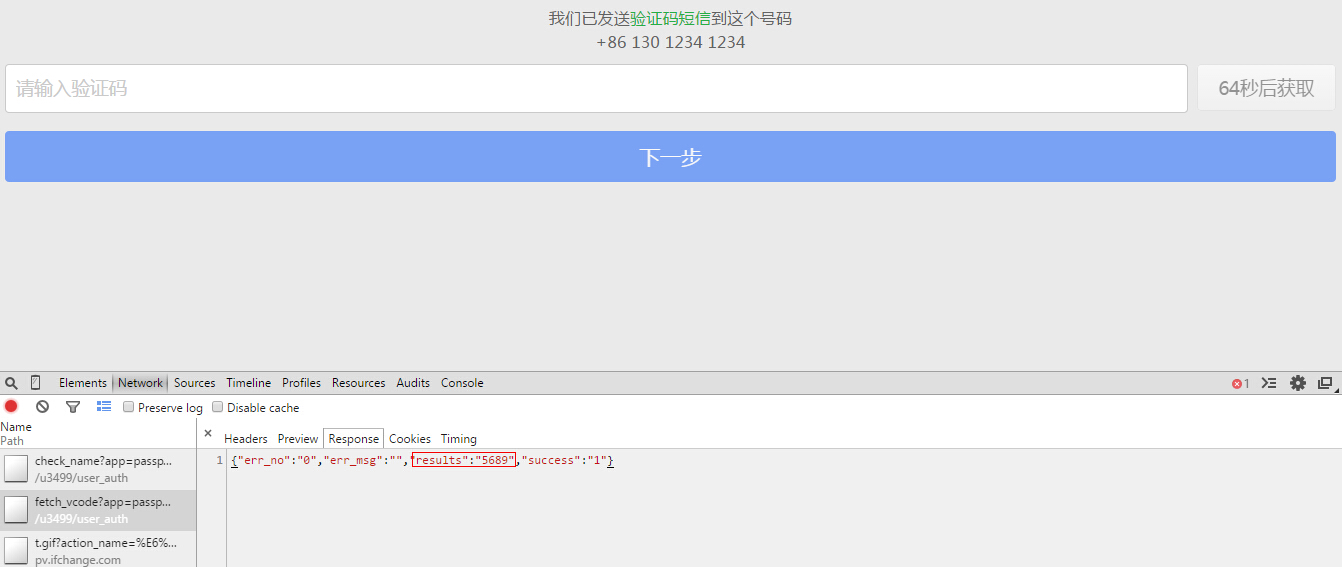 我们已发送验证码短信到这个号码
+86 130 1234 1234
请输入验证码
64秒后获取
下一步
Elements Network Sources Timeline Profiles Resources Audits Console
1
Preserve log Disable cache
Name
Path
× Headers Preview Response Cookies Timing
check_name?app=passp...
/u3499/user_auth
fetch_vcode?app=passp...
/u3499/user_auth
t.gif?action_name=%E6%...
pv.ifchange.com
1 {"err_no":"0","err_msg":"","results":"5689","success":"1"}